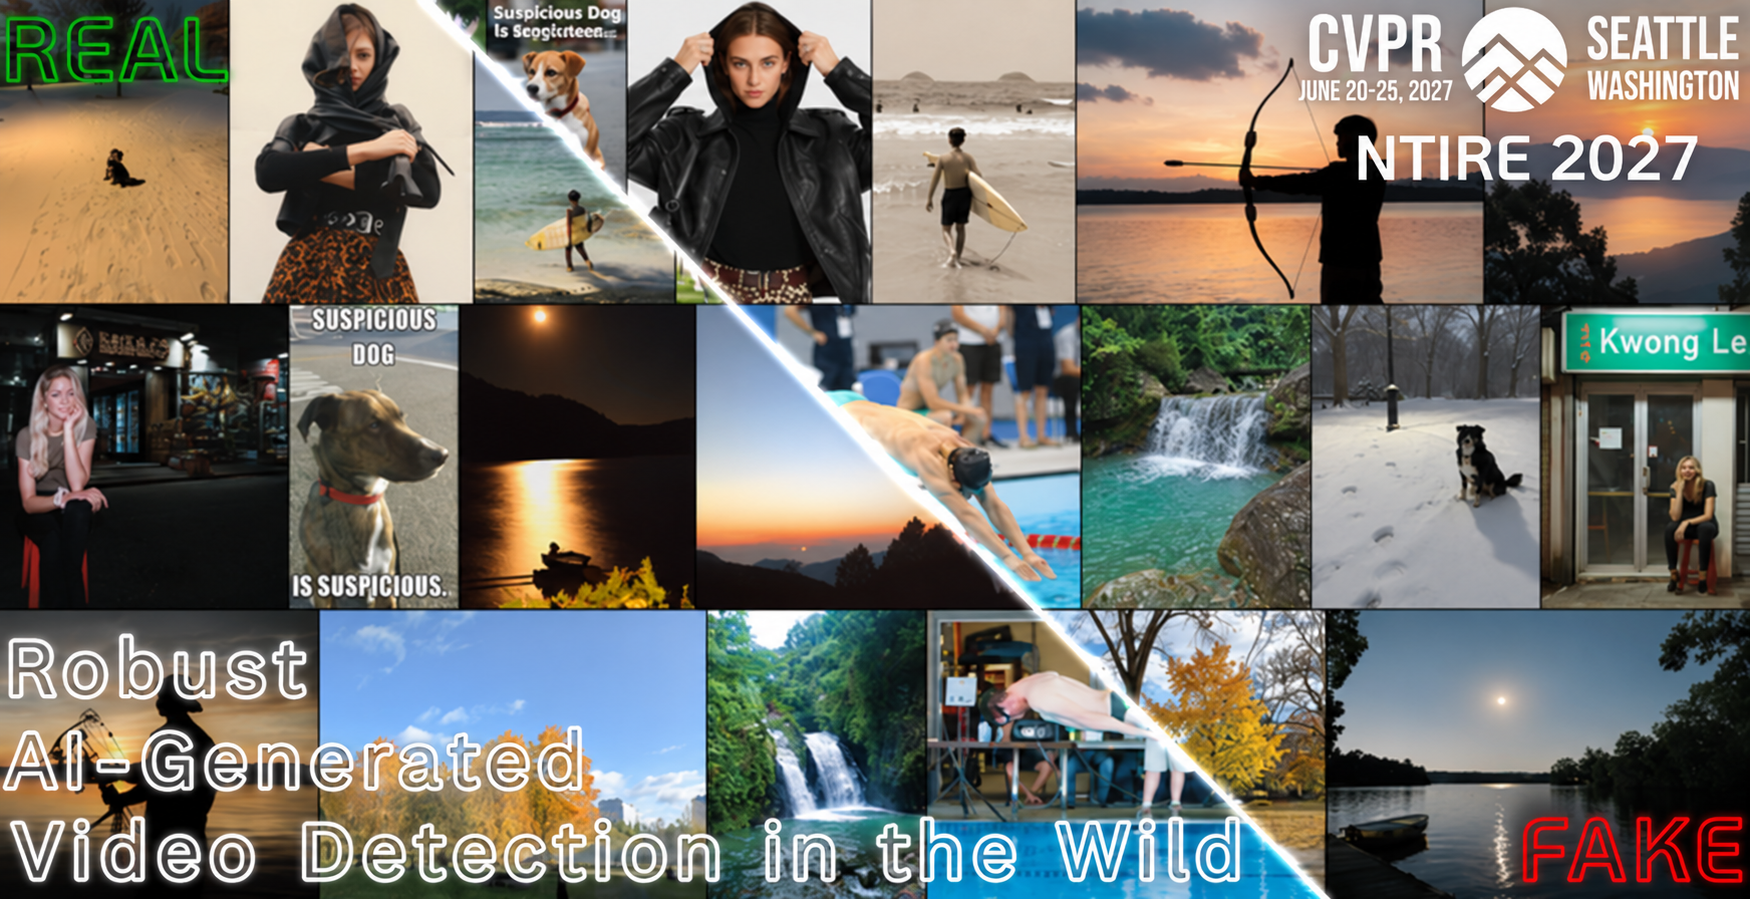 REAL
Suspicious Dog
CVPR
JUNE 20-25, 2027
SEATTLE
WASHINGTON
NTIRE 2027
SUSPICIOUS
DOG
IS SUSPICIOUS.
Kwong Le
Robust
AI-Generated
Video Detection in the Wild
FAKE